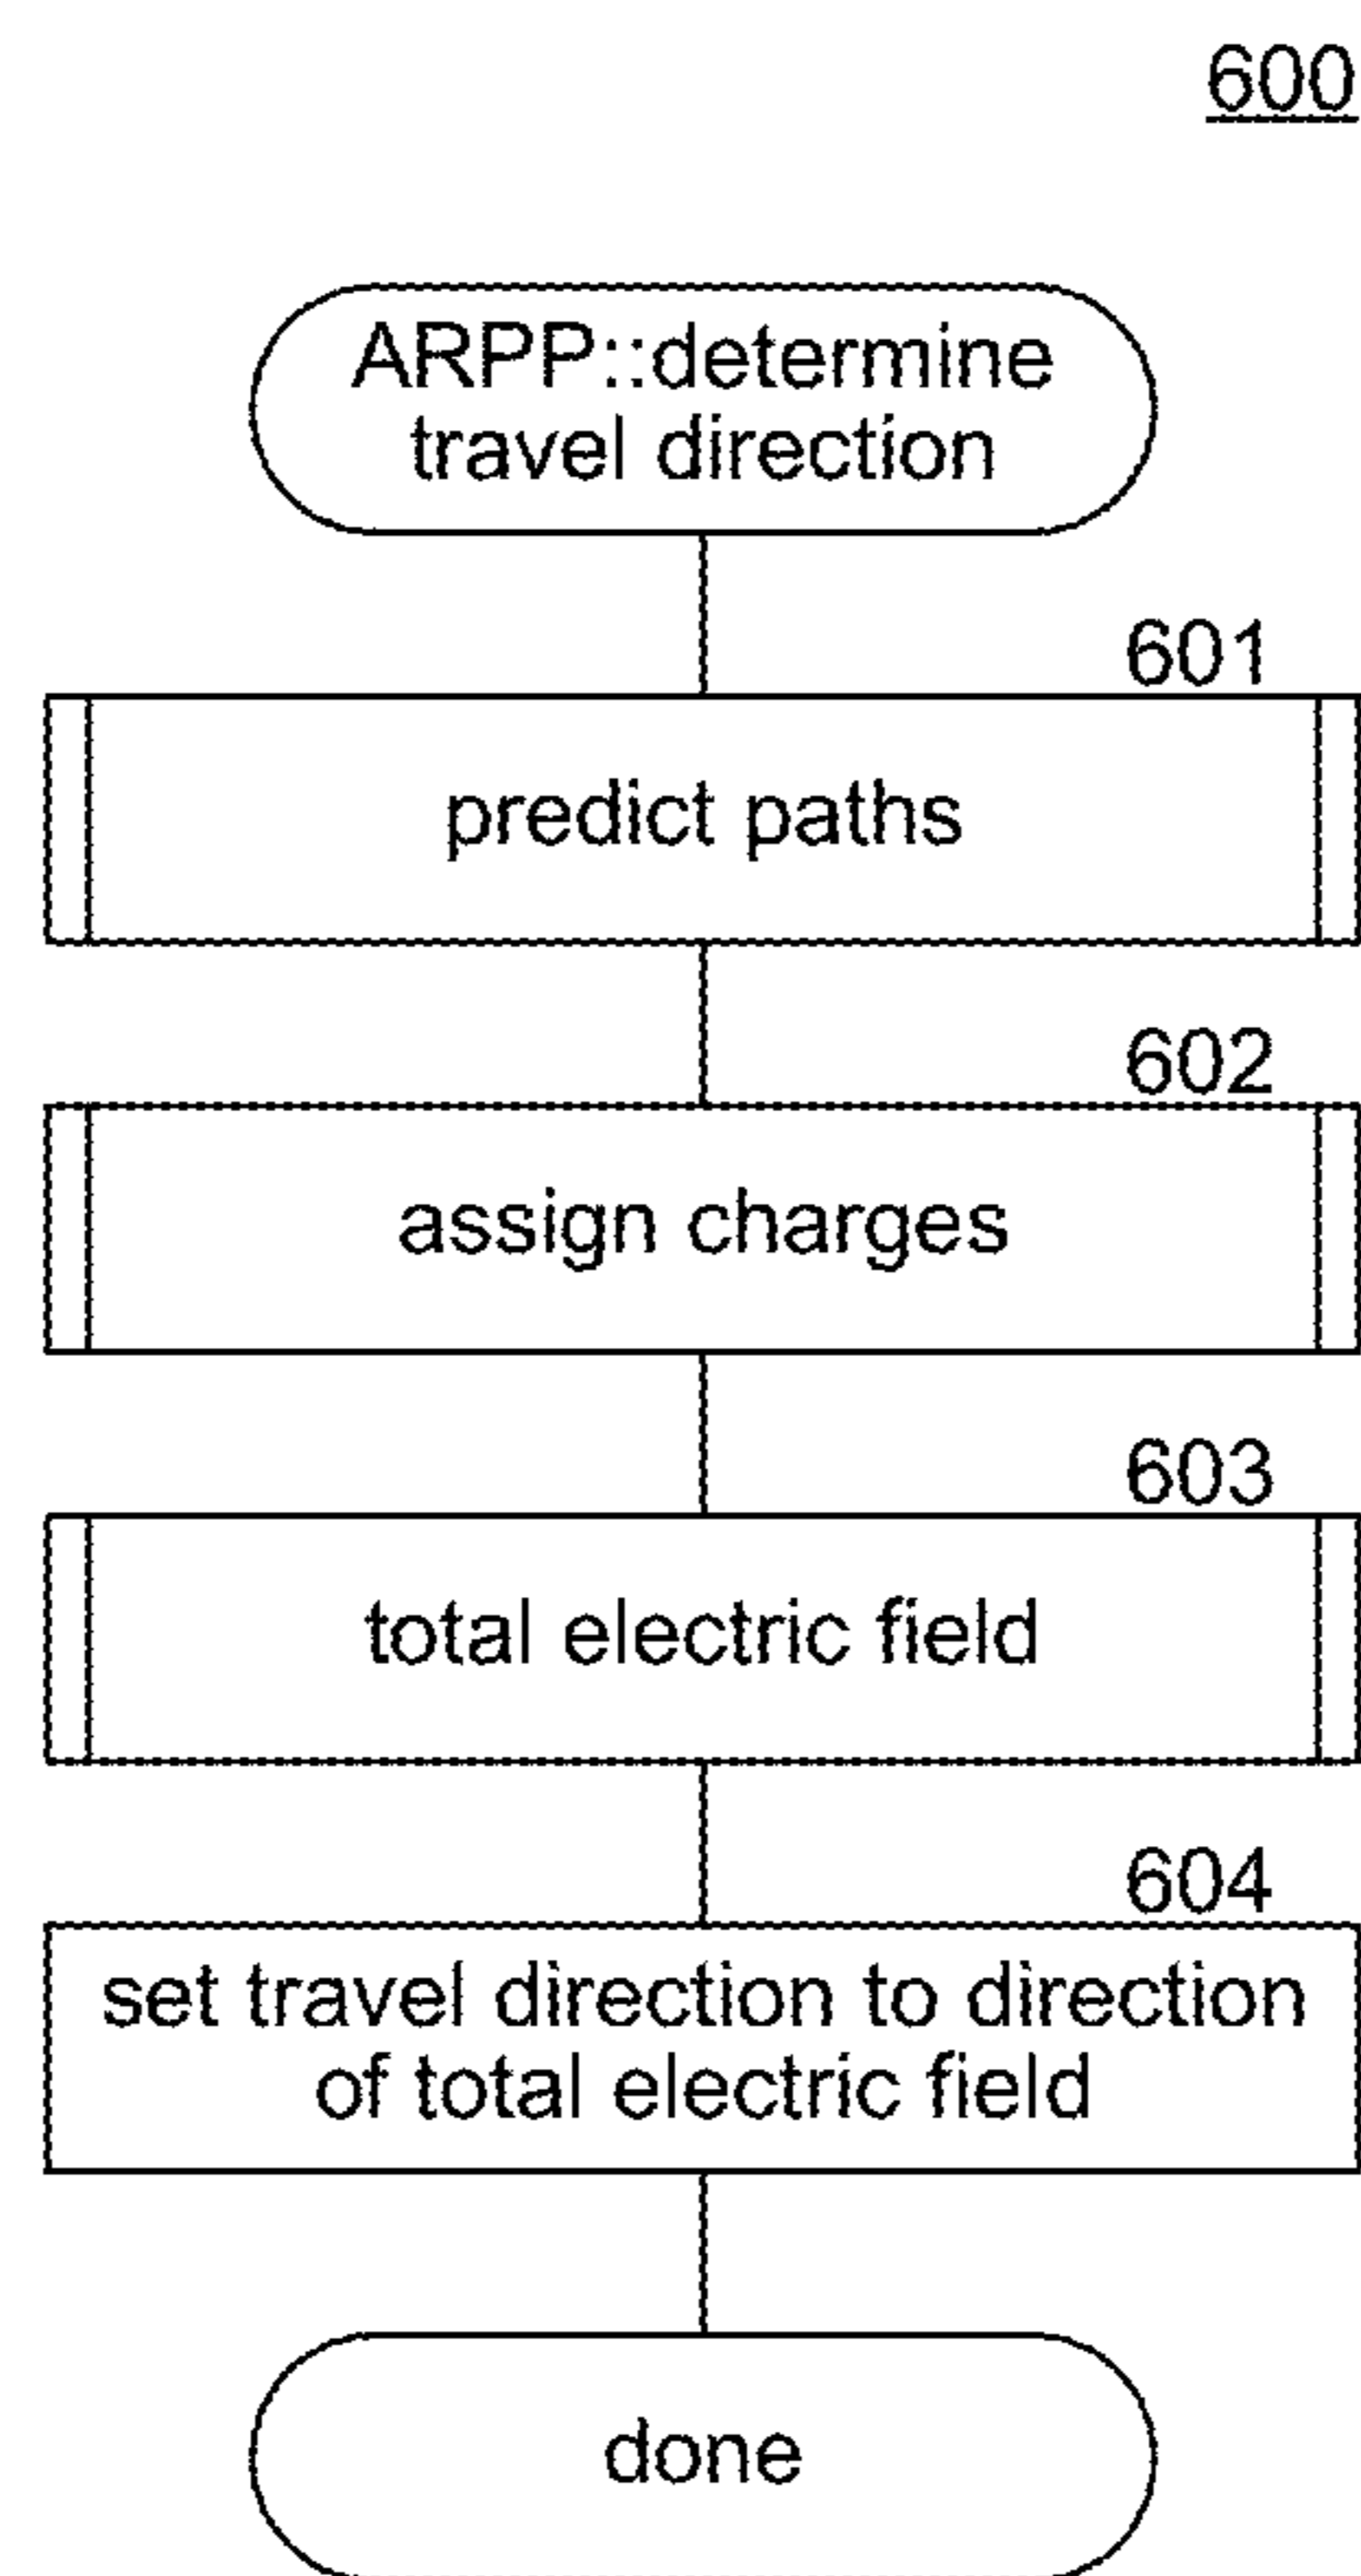 600
ARPP::determine
travel direction
601
predict paths
602
assign charges
603
total electric field
604
set travel direction to direction
of total electric field
done